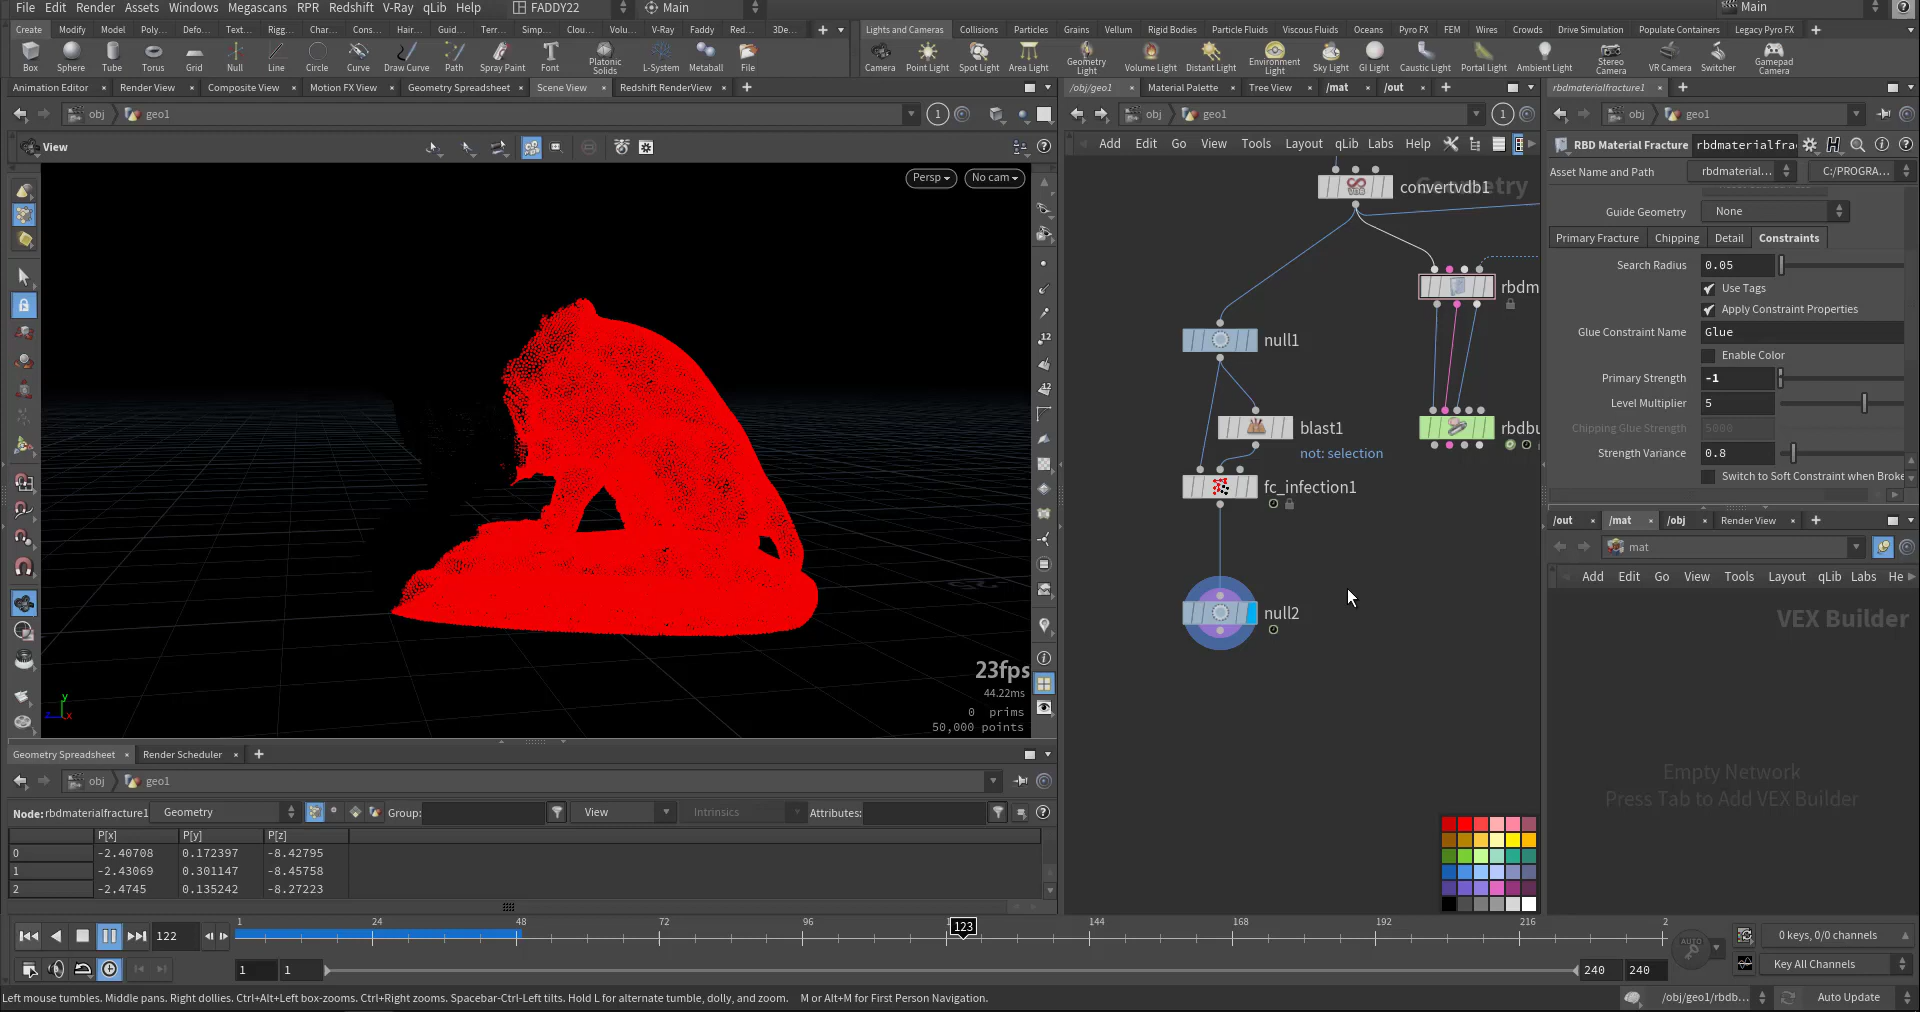 File Edit Render Assets Windows Megascans RPR Redshift V-Ray qLib Help FADDY22 Main Main
Create Modify Model Poly... Defo... Text... Rigg... Char... Cons... Hair... Guid... Terr... Simp... Clou... Volu... V-Ray Faddy Red... 3De...
Box Sphere Tube Torus Grid Null Line Circle Curve Draw Curve Path Spray Paint Font Platonic Solids L-System Metaball File
Lights and Cameras Collisions Particles Grains Vellum Rigid Bodies Particle Fluids Viscous Fluids Oceans Pyro FX FEM Wires Crowds Drive Simulation Populate Containers Legacy Pyro FX
Camera Point Light Spot Light Area Light Geometry Light Volume Light Distant Light Environment Light Sky Light GI Light Caustic Light Portal Light Ambient Light Stereo Camera VR Camera Switcher Gamepad Camera
Animation Editor Render View Composite View Motion FX View Geometry Spreadsheet Scene View Redshift RenderView
obj geo1 1
View
Persp No cam
23fps
44.22ms
0 prims
50,000 points
y
z x
/obj/geo1 Material Palette Tree View /mat /out
obj geo1 1
Add Edit Go View Tools Layout qLib Labs Help
Geometry
convertvdb1
rbdm
null1
blast1
not: selection
rbdbu
fc_infection1
null2
rbdmaterialfracture1
obj geo1
RBD Material Fracture rbdmaterialfra
Asset Name and Path rbdmaterial... C:/PROGRA...
Guide Geometry None
Primary Fracture Chipping Detail Constraints
Search Radius 0.05
Use Tags
Apply Constraint Properties
Glue Constraint Name Glue
Enable Color
Primary Strength -1
Level Multiplier 5
Chipping Glue Strength 5000
Strength Variance 0.8
Switch to Soft Constraint when Broke
/out /mat /obj Render View
mat
Add Edit Go View Tools Layout qLib Labs He
VEX Builder
Empty Network
Press Tab to Add VEX Builder
Geometry Spreadsheet Render Scheduler
obj geo1
Node: rbdmaterialfracture1 Geometry Group: View Intrinsics Attributes:
P[x] P[y] P[z]
0 -2.40708 0.172397 -8.42795
1 -2.43069 0.301147 -8.45758
2 -2.4745 0.135242 -8.27223
1 24 48 72 96 144 168 192 216 2
122 123
1 1 240 240
AUTO
0 keys, 0/0 channels
Key All Channels
Left mouse tumbles. Middle pans. Right dollies. Ctrl+Alt+Left box-zooms. Ctrl+Right zooms. Spacebar-Ctrl-Left tilts. Hold L for alternate tumble, dolly, and zoom. M or Alt+M for First Person Navigation.
/obj/geo1/rbdb... Auto Update